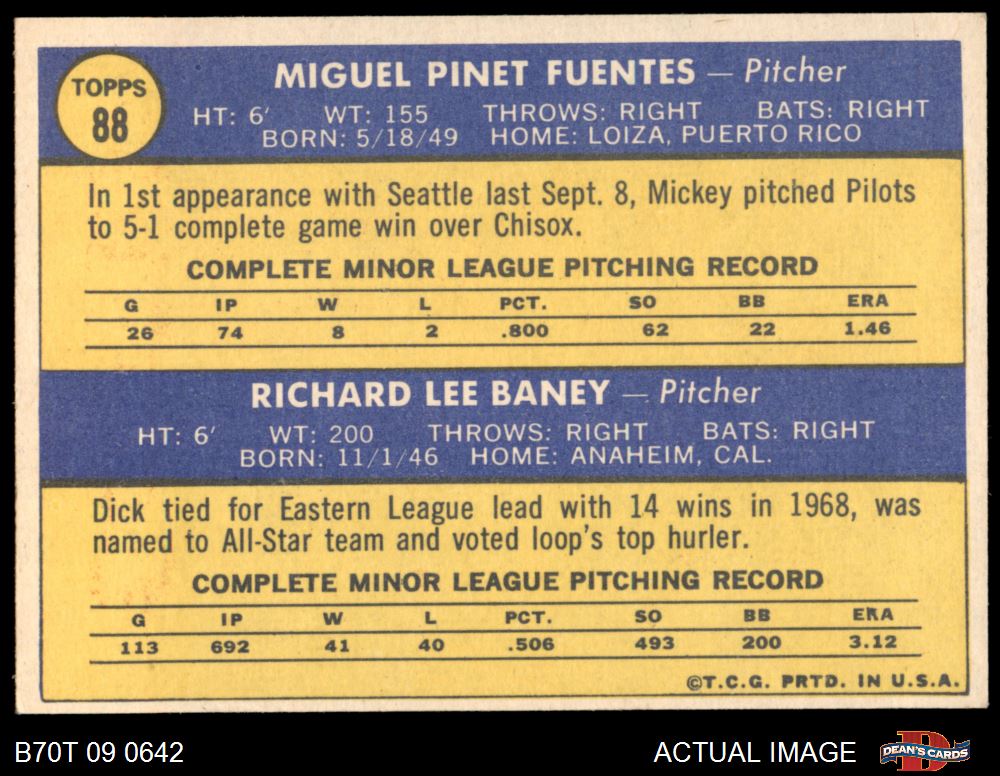 TOPPS
88
MIGUEL PINET FUENTES — Pitcher
HT: 6′ WT: 155 THROWS: RIGHT BATS: RIGHT
BORN: 5/18/49 HOME: LOIZA, PUERTO RICO
In 1st appearance with Seattle last Sept. 8, Mickey pitched Pilots
to 5-1 complete game win over Chisox.
COMPLETE MINOR LEAGUE PITCHING RECORD
G IP W L PCT. SO BB ERA
26 74 8 2 .800 62 22 1.46
RICHARD LEE BANEY — Pitcher
HT: 6′ WT: 200 THROWS: RIGHT BATS: RIGHT
BORN: 11/1/46 HOME: ANAHEIM, CAL.
Dick tied for Eastern League lead with 14 wins in 1968, was
named to All-Star team and voted loop's top hurler.
COMPLETE MINOR LEAGUE PITCHING RECORD
G IP W L PCT. SO BB ERA
113 692 41 40 .506 493 200 3.12
©T.C.G. PRTD. IN U.S.A.
B70T 09 0642 ACTUAL IMAGE DEAN'S CARDS